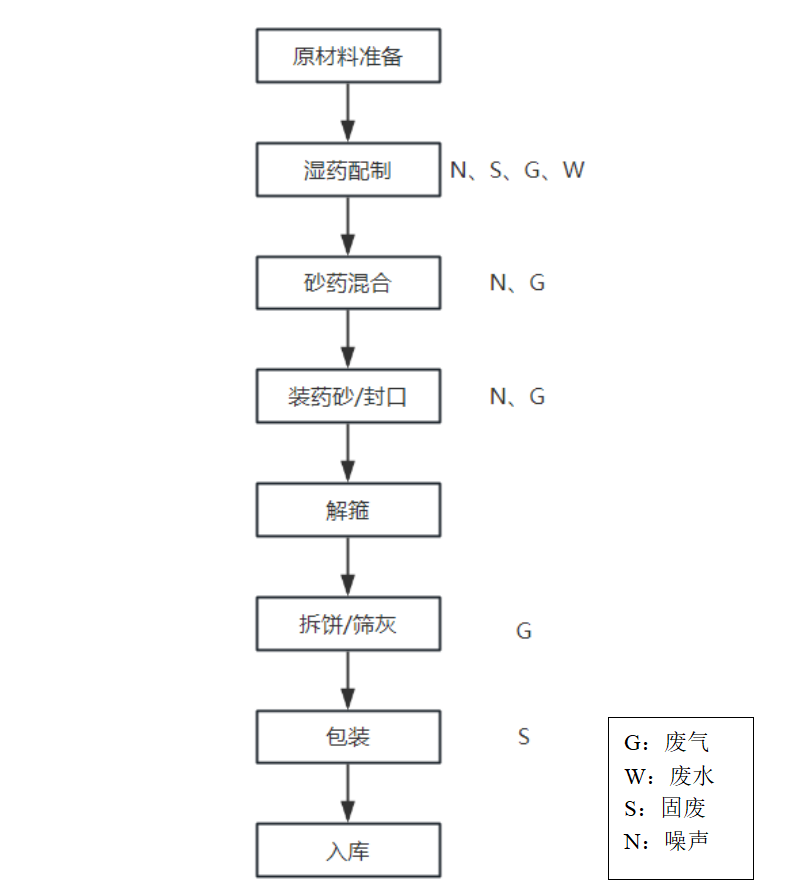 原材料准备
湿药配制 N、S、G、W
砂药混合 N、G
装药砂/封口 N、G
解箍
拆饼/筛灰 G
包装 S
入库
G：废气
W：废水
S：固废
N：噪声